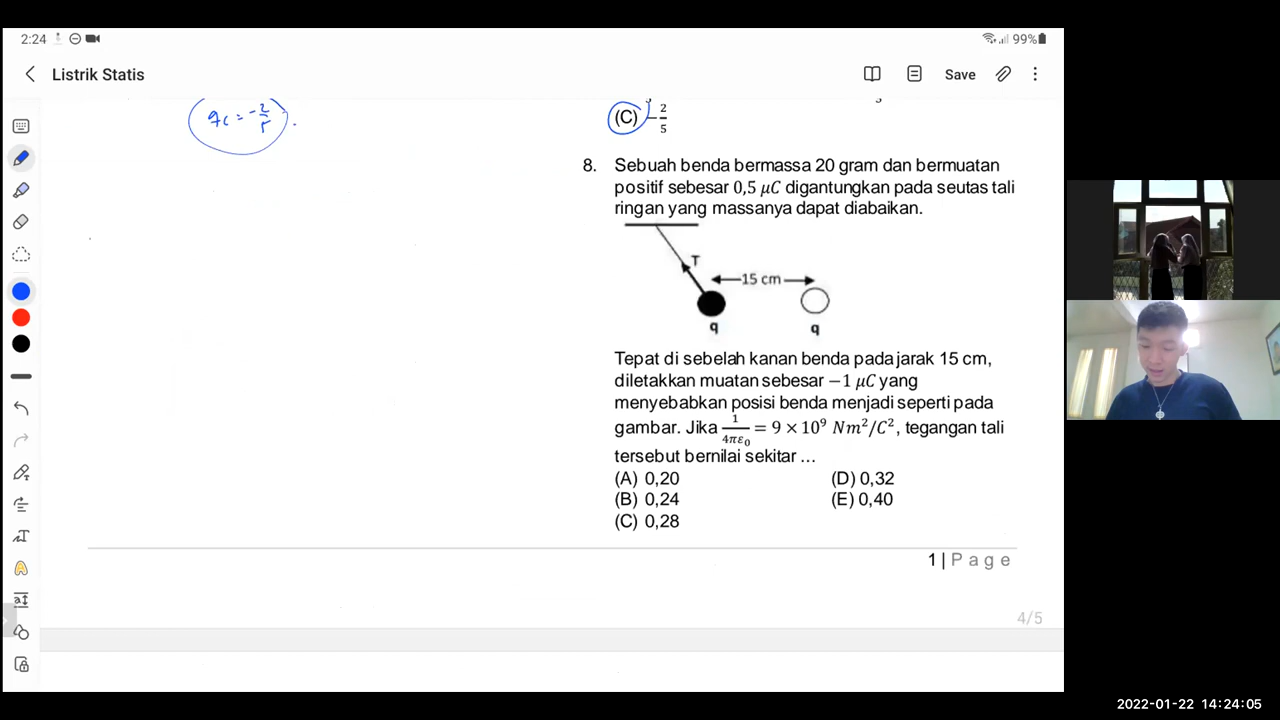 2:24
99%
Listrik Statis
Save
qc = -2/5.
(C) -2/5
8. Sebuah benda bermassa 20 gram dan bermuatan
positif sebesar 0,5 μC digantungkan pada seutas tali
ringan yang massanya dapat diabaikan.
T
15 cm
q
q
Tepat di sebelah kanan benda pada jarak 15 cm,
diletakkan muatan sebesar −1 μC yang
menyebabkan posisi benda menjadi seperti pada
gambar. Jika 1/4πε₀ = 9 × 10⁹ Nm²/C², tegangan tali
tersebut bernilai sekitar ...
(A) 0,20 (D) 0,32
(B) 0,24 (E) 0,40
(C) 0,28
1 | Page
4/5
2022-01-22 14:24:05